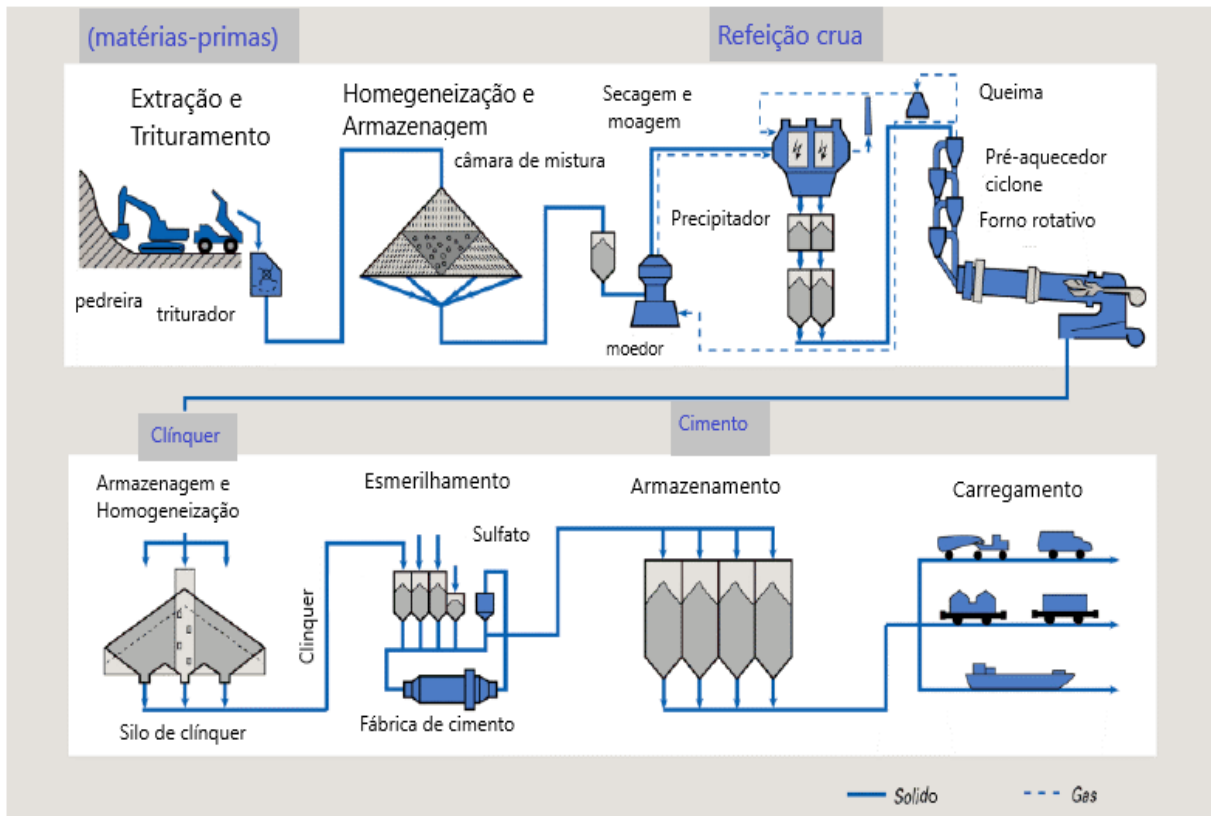 (matérias-primas)
Refeição crua
Extração e
Trituramento
Homegeneização e
Armazenagem
câmara de mistura
Secagem e
moagem
Queima
Pré-aquecedor
ciclone
Forno rotativo
Precipitador
pedreira
triturador
moedor
Clínquer
Cimento
Armazenagem e
Homogeneização
Esmerilhamento
Sulfato
Armazenamento
Carregamento
Clinquer
Silo de clínquer
Fábrica de cimento
Solido
Gas